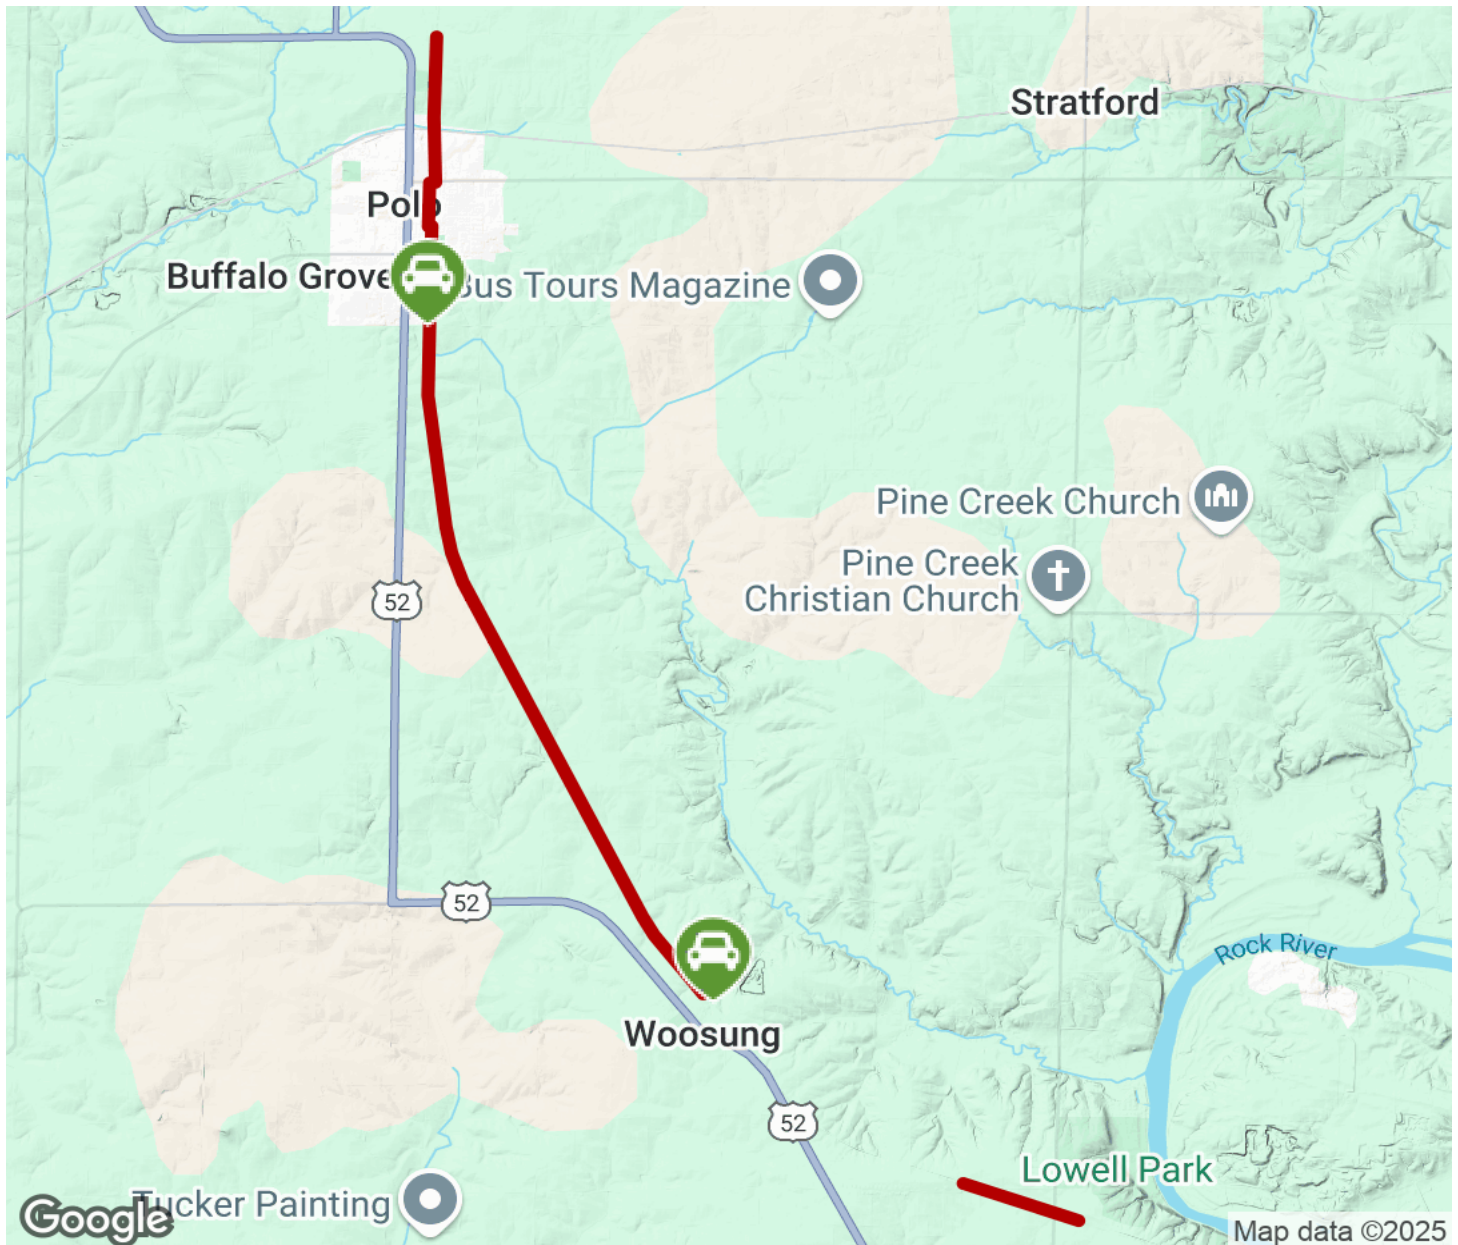 Stratford
Polo
Buffalo Grove
Bus Tours Magazine
Pine Creek Church
Pine Creek
Christian Church
52
52
Rock River
Woosung
52
Lowell Park
Tucker Painting
Google
Map data ©2025